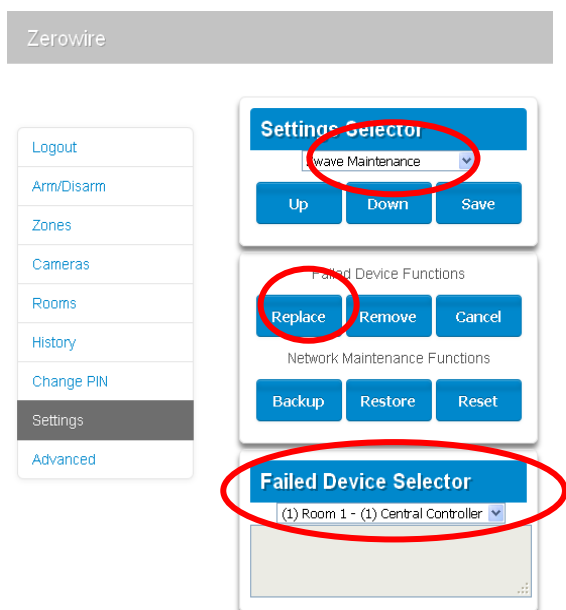 Zerowire
Logout
Arm/Disarm
Zones
Cameras
Rooms
History
Change PIN
Settings
Advanced
Settings Selector
Zwave Maintenance
Up Down Save
Failed Device Functions
Replace Remove Cancel
Network Maintenance Functions
Backup Restore Reset
Failed Device Selector
(1) Room 1 - (1) Central Controller